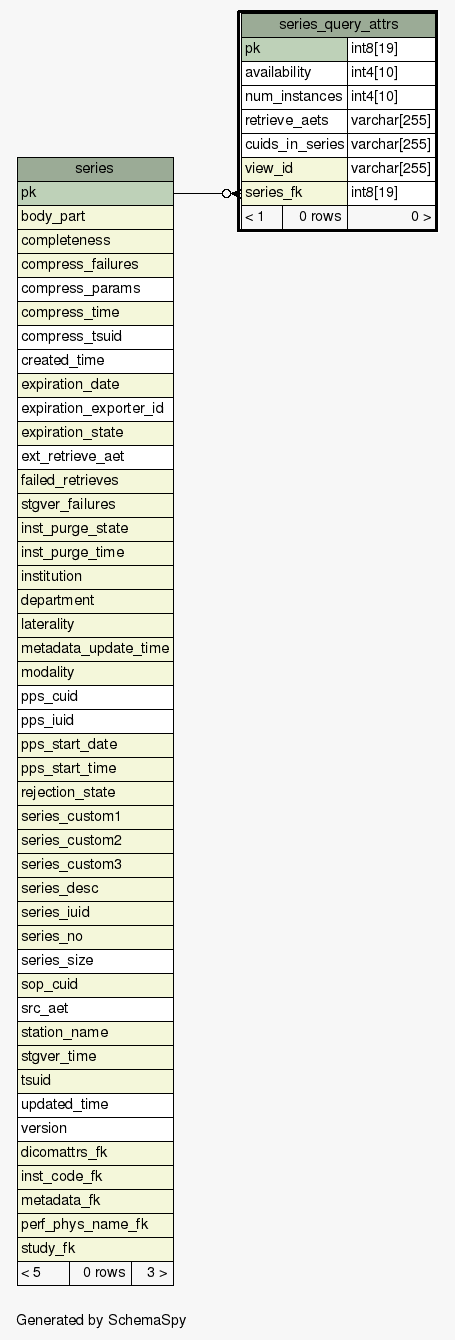 series_query_attrs
pk int8[19]
availability int4[10]
num_instances int4[10]
retrieve_aets varchar[255]
cuids_in_series varchar[255]
view_id varchar[255]
series_fk int8[19]
< 1 0 rows 0 >
series
pk
body_part
completeness
compress_failures
compress_params
compress_time
compress_tsuid
created_time
expiration_date
expiration_exporter_id
expiration_state
ext_retrieve_aet
failed_retrieves
stgver_failures
inst_purge_state
inst_purge_time
institution
department
laterality
metadata_update_time
modality
pps_cuid
pps_iuid
pps_start_date
pps_start_time
rejection_state
series_custom1
series_custom2
series_custom3
series_desc
series_iuid
series_no
series_size
sop_cuid
src_aet
station_name
stgver_time
tsuid
updated_time
version
dicomattrs_fk
inst_code_fk
metadata_fk
perf_phys_name_fk
study_fk
< 5 0 rows 3 >
Generated by SchemaSpy